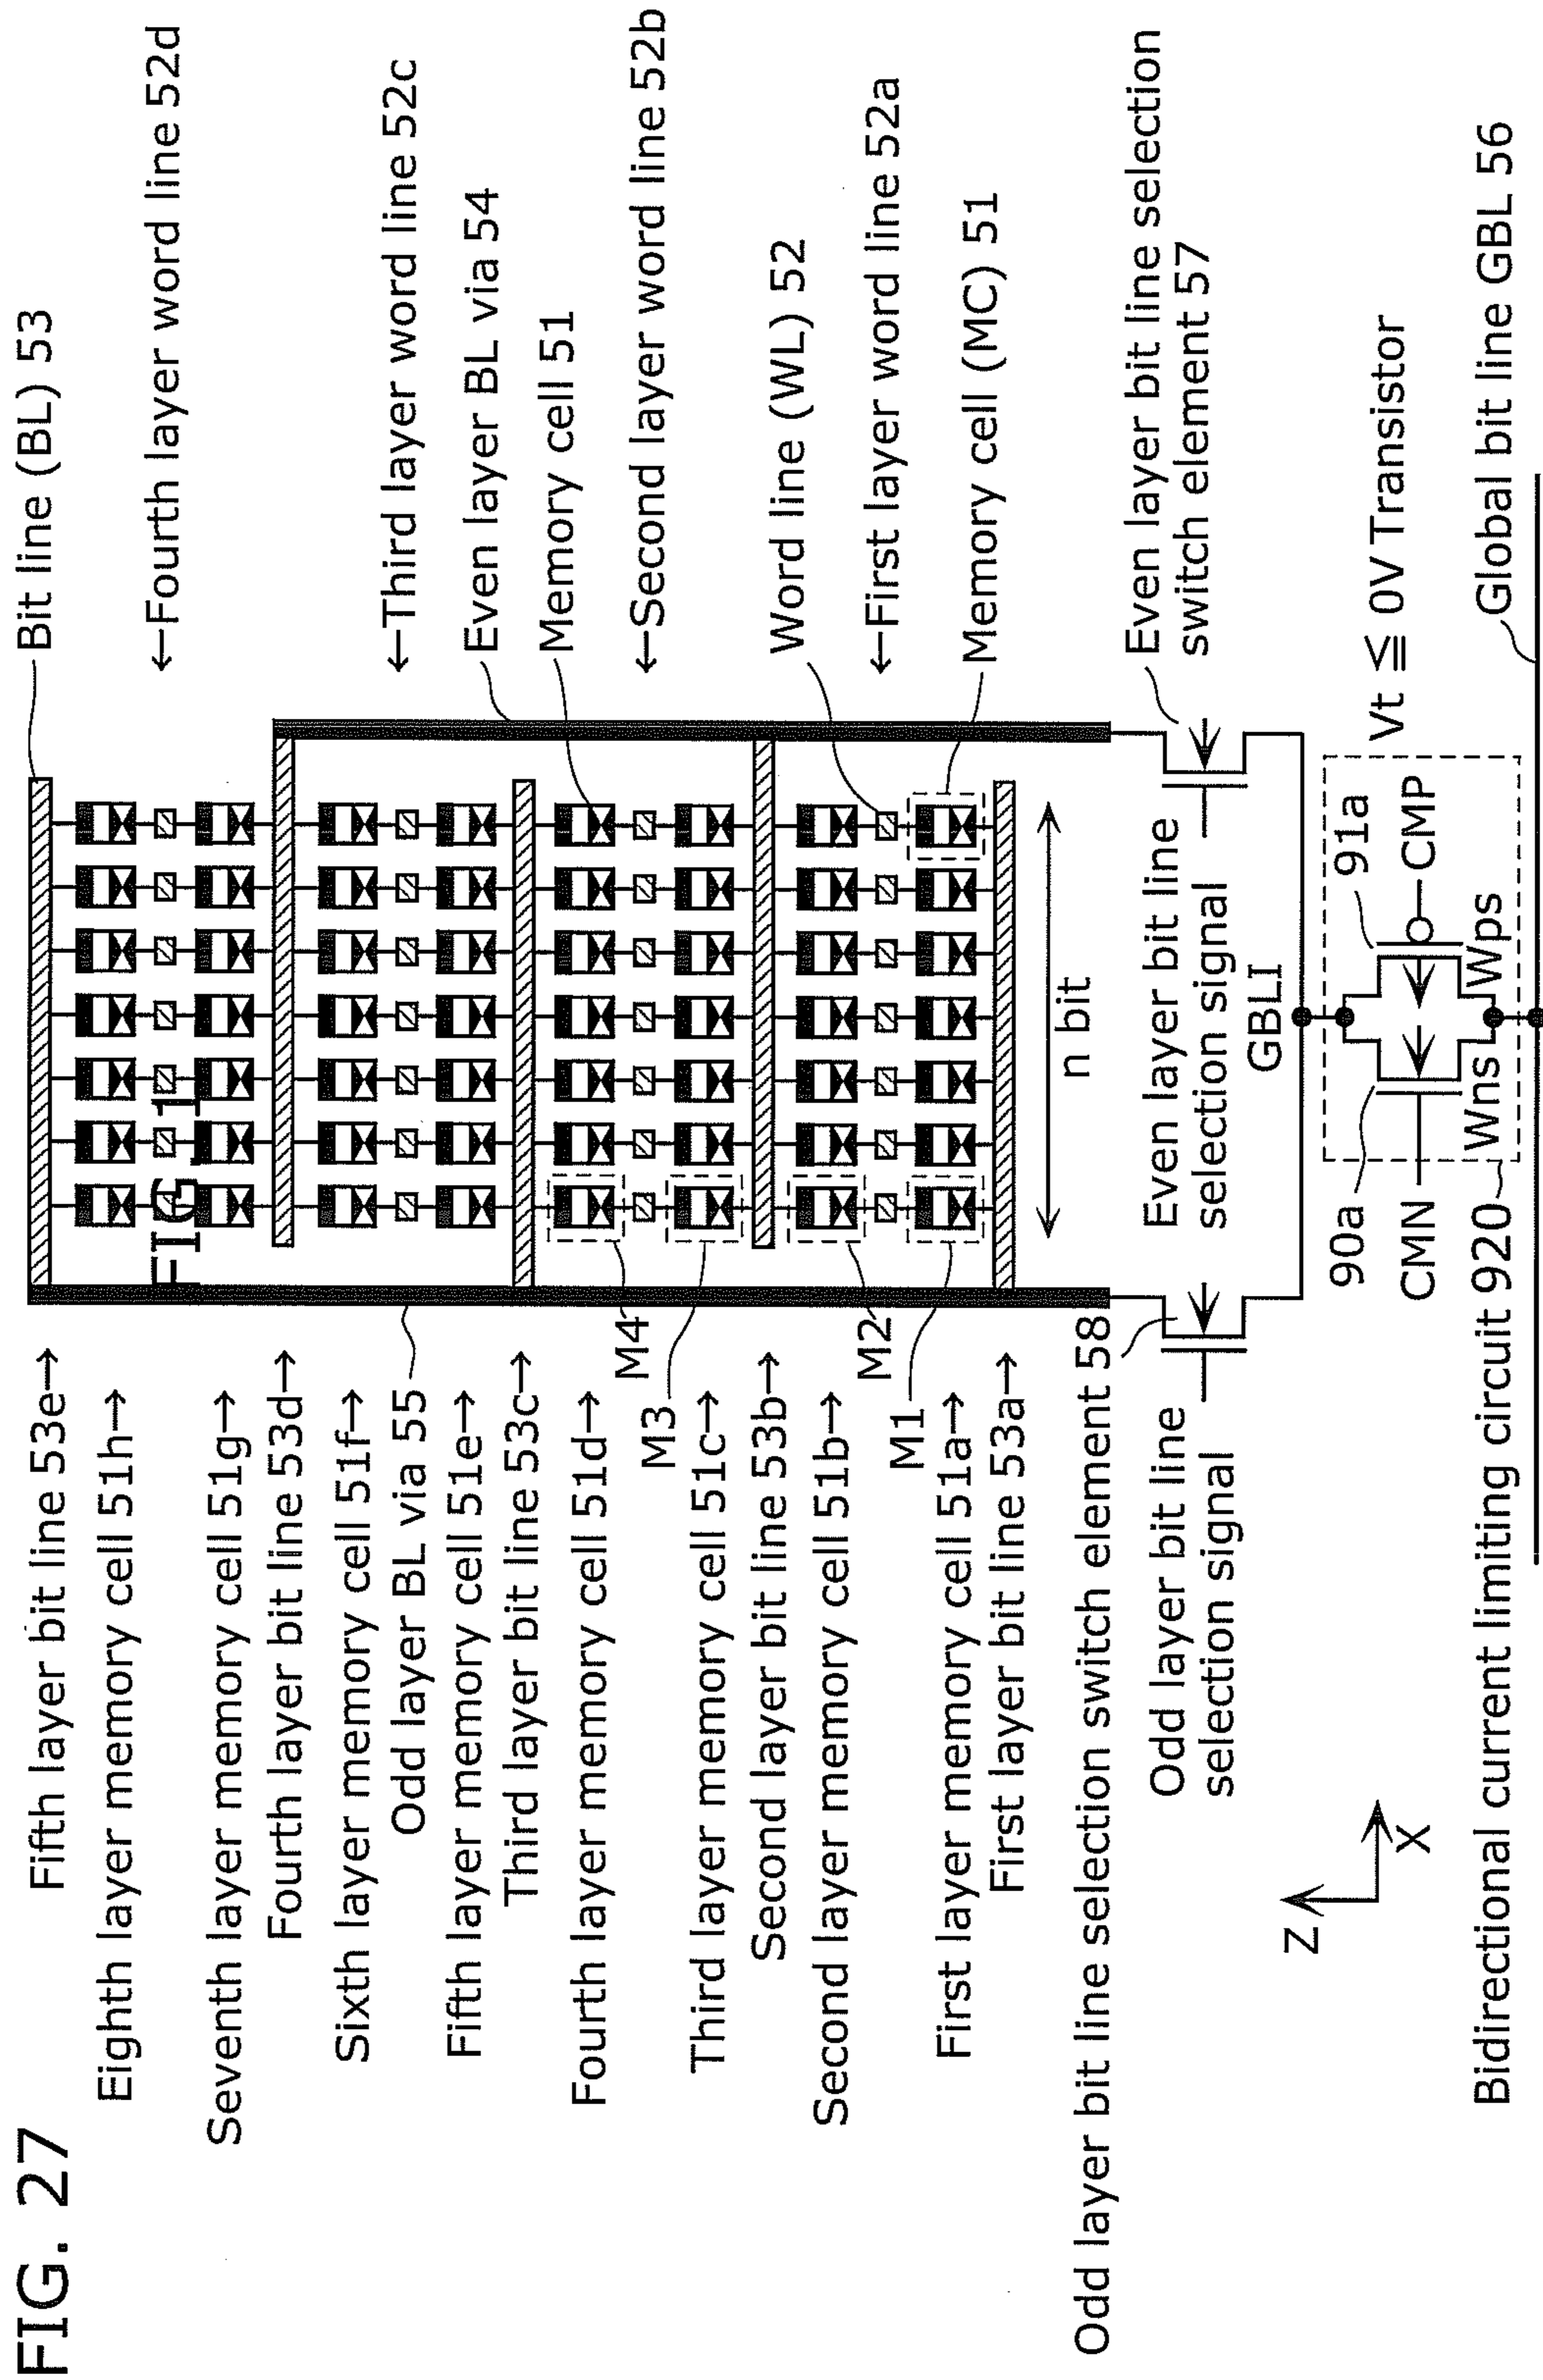 FIG. 27
Bit line (BL) 53
Fifth layer bit line 53e→
Eighth layer memory cell 51h→
←Fourth layer word line 52d
FIG. 1
Seventh layer memory cell 51g→
Fourth layer bit line 53d→
Sixth layer memory cell 51f→
←Third layer word line 52c
Odd layer BL via 55
Even layer BL via 54
Fifth layer memory cell 51e→
Third layer bit line 53c→
Memory cell 51
Fourth layer memory cell 51d→
M4
←Second layer word line 52b
M3
Third layer memory cell 51c→
Second layer bit line 53b→
Word line (WL) 52
Second layer memory cell 51b→
M2
←First layer word line 52a
M1
First layer memory cell 51a→
Memory cell (MC) 51
First layer bit line 53a→
n bit
Odd layer bit line selection switch element 58
Even layer bit line selection
switch element 57
Odd layer bit line
selection signal
Even layer bit line
selection signal
GBLI
Z
X
90a
91a
Vt ≦ 0V Transistor
CMN
CMP
Wns
Wps
Bidirectional current limiting circuit 920
Global bit line GBL 56